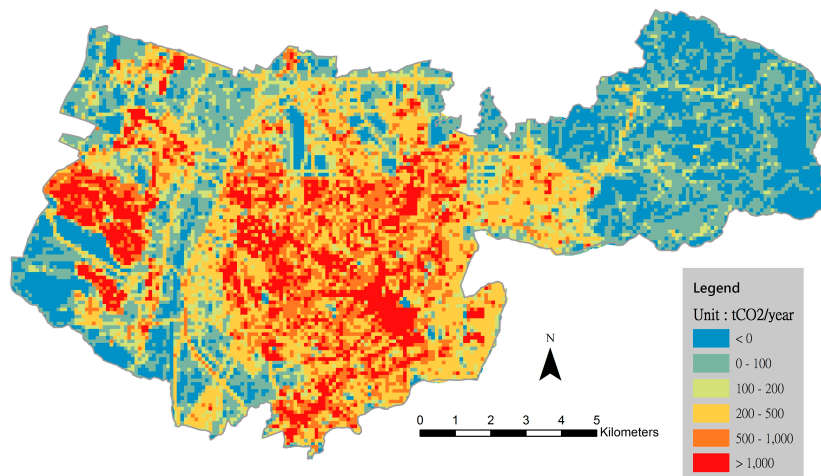 Legend
Unit : tCO2/year
< 0
0 - 100
100 - 200
200 - 500
500 - 1,000
> 1,000
N
0 1 2 3 4 5
Kilometers